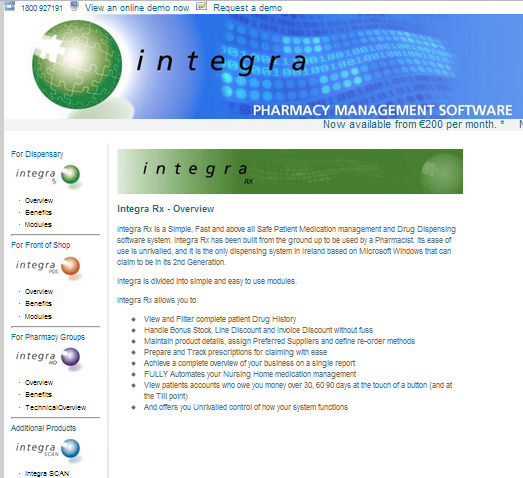 1800 927191 View an online demo now Request a demo
integra
PHARMACY MANAGEMENT SOFTWARE
Now available from €200 per month. * N
For Dispensary
integra
Rx
· Overview
· Benefits
· Modules
For Front of Shop
integra
POS
· Overview
· Benefits
· Modules
For Pharmacy Groups
integra
HO
· Overview
· Benefits
· TechnicalOverview
Additional Products
integra
SCAN
· Integra SCAN
integra
RX
Integra Rx - Overview
Integra Rx is a Simple, Fast and above all Safe Patient Medication management and Drug Dispensing
software system. Integra Rx has been built from the ground up to be used by a Pharmacist. Its ease of
use is unrivalled, and it is the only dispensing system in Ireland based on Microsoft Windows that can
claim to be in its 2nd Generation.
Integra is divided into simple and easy to use modules.
Integra Rx allows you to:
◆ View and Filter complete patient Drug History
◆ Handle Bonus Stock, Line Discount and Invoice Discount without fuss
◆ Maintain product details, assign Preferred Suppliers and define re-order methods
◆ Prepare and Track prescriptions for claiming with ease
◆ Achieve a complete overview of your business on a single report
◆ FULLY Automates your Nursing Home medication management
◆ View patients accounts who owe you money over 30, 60 90 days at the touch of a button (and at
the Till point)
◆ And offers you Unrivalled control of how your system functions